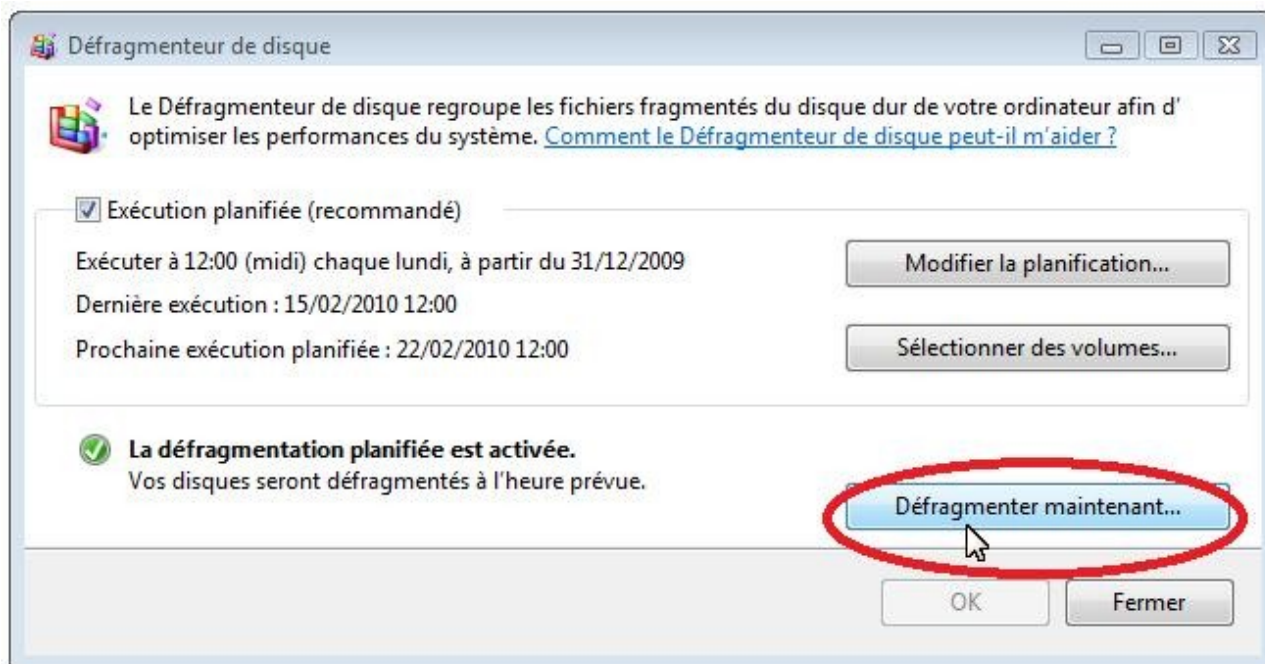 Défragmenteur de disque
Le Défragmenteur de disque regroupe les fichiers fragmentés du disque dur de votre ordinateur afin d'
optimiser les performances du système. Comment le Défragmenteur de disque peut-il m'aider ?
Exécution planifiée (recommandé)
Exécuter à 12:00 (midi) chaque lundi, à partir du 31/12/2009
Modifier la planification...
Dernière exécution : 15/02/2010 12:00
Prochaine exécution planifiée : 22/02/2010 12:00
Sélectionner des volumes...
La défragmentation planifiée est activée.
Vos disques seront défragmentés à l'heure prévue.
Défragmenter maintenant...
OK
Fermer